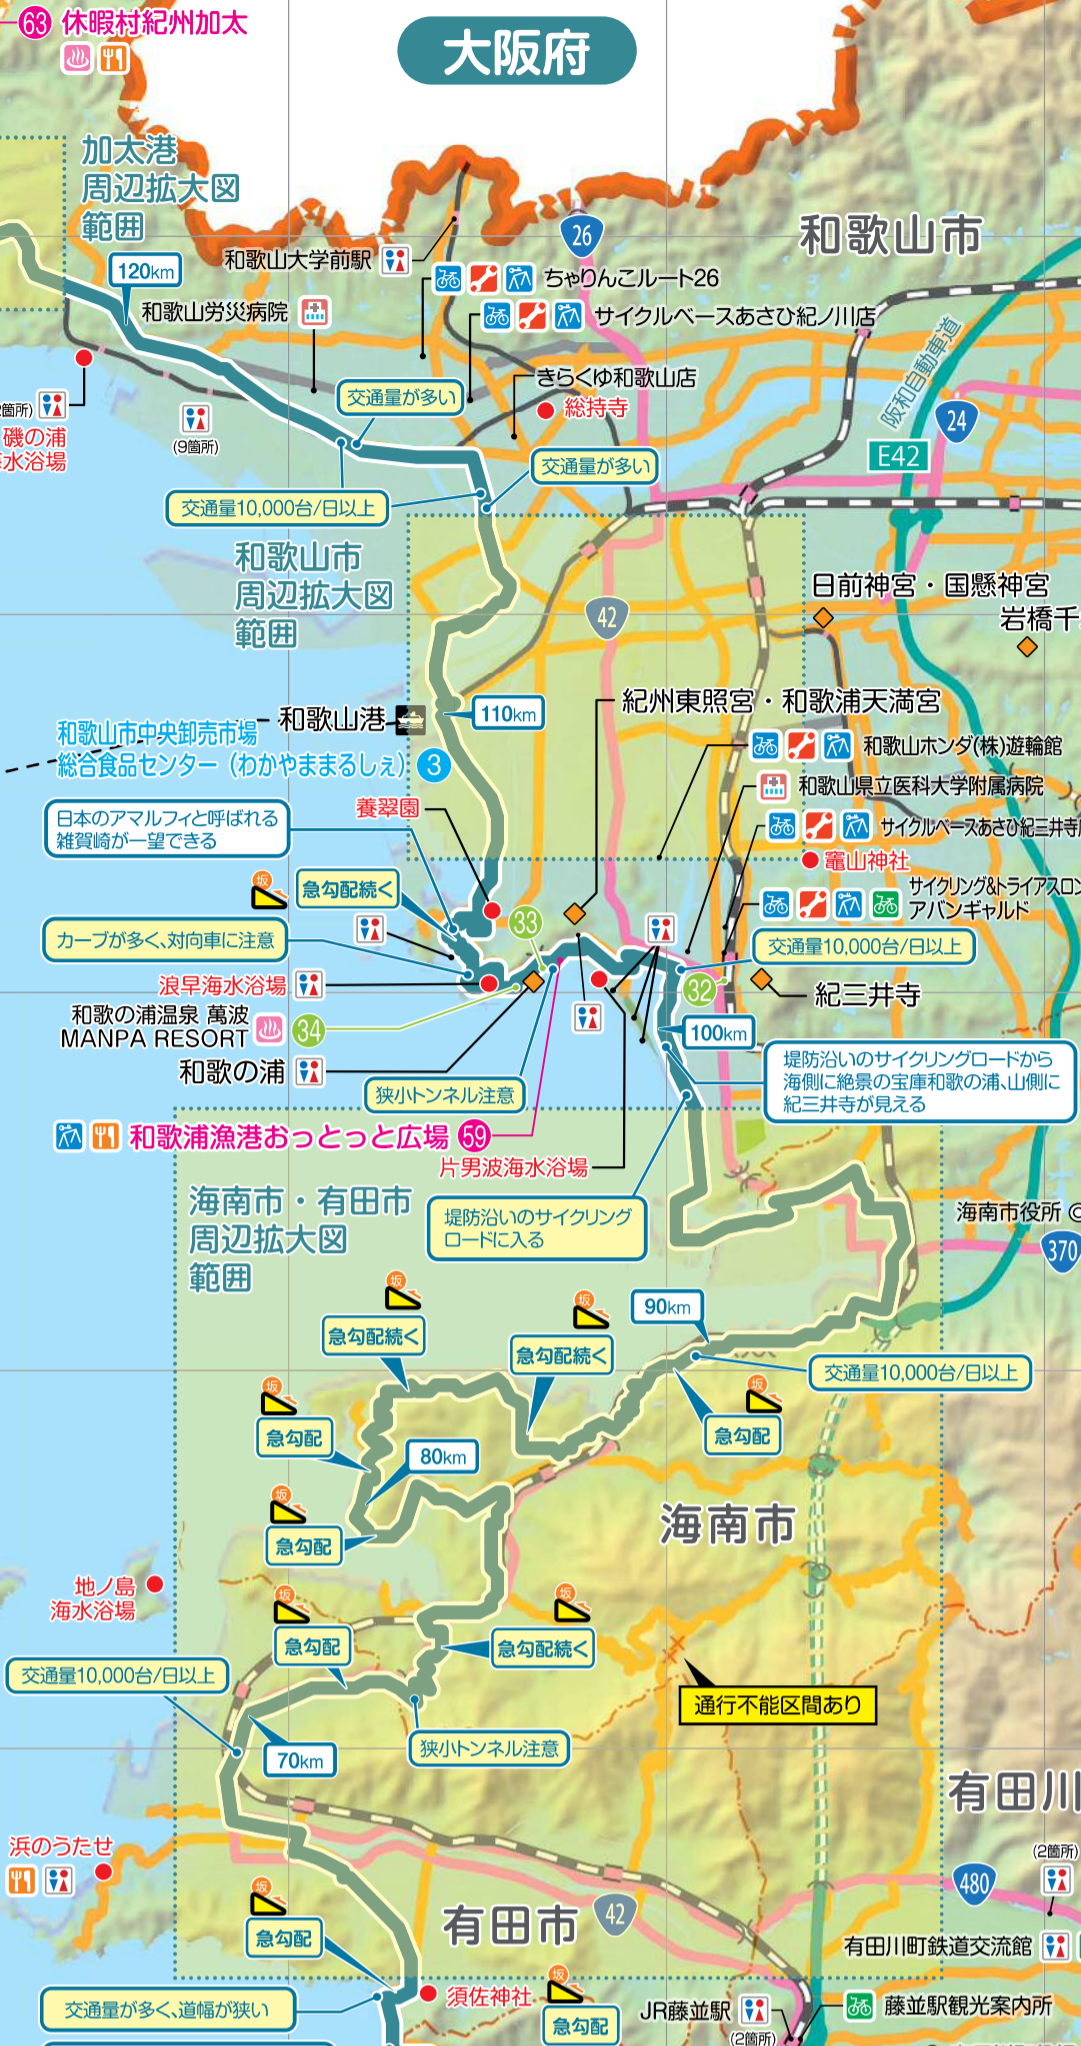 63 休暇村紀州加太
大阪府
加太港
周辺拡大図
範囲
120km
和歌山大学前駅
26
和歌山市
ちゃりんこルート26
和歌山労災病院
サイクルベースあさひ紀ノ川店
阪和自動車道
交通量が多い
きらくゆ和歌山店
総持寺
24
E42
箇所)
磯の浦
水浴場
(9箇所)
交通量が多い
交通量10,000台/日以上
和歌山市
周辺拡大図
範囲
42
日前神宮・国懸神宮
岩橋千
紀州東照宮・和歌浦天満宮
和歌山港
110km
和歌山市中央卸売市場
総合食品センター（わかやままるしぇ） 3
和歌山ホンダ(株)遊輪館
和歌山県立医科大学附属病院
養翠園
日本のアマルフィと呼ばれる
雑賀崎が一望できる
サイクルベースあさひ紀三井寺
竈山神社
坂
急勾配続く
サイクリング&トライアスロン
アバンギャルド
33
カーブが多く、対向車に注意
交通量10,000台/日以上
浪早海水浴場
32
紀三井寺
和歌の浦温泉 萬波
MANPA RESORT 34
100km
和歌の浦
堤防沿いのサイクリングロードから
海側に絶景の宝庫和歌の浦、山側に
紀三井寺が見える
狭小トンネル注意
和歌浦漁港おっとっと広場 59
片男波海水浴場
海南市・有田市
周辺拡大図
範囲
堤防沿いのサイクリング
ロードに入る
海南市役所
370
坂
急勾配続く
坂
急勾配続く
90km
交通量10,000台/日以上
坂
急勾配
坂
急勾配
80km
坂
急勾配
海南市
地ノ島
海水浴場
坂
急勾配
坂
急勾配続く
交通量10,000台/日以上
通行不能区間あり
狭小トンネル注意
70km
有田川
浜のうたせ
(2箇所)
480
坂
急勾配
有田市
42
有田川町鉄道交流館
須佐神社
交通量が多く、道幅が狭い
坂
急勾配
JR藤並駅
(2箇所)
藤並駅観光案内所